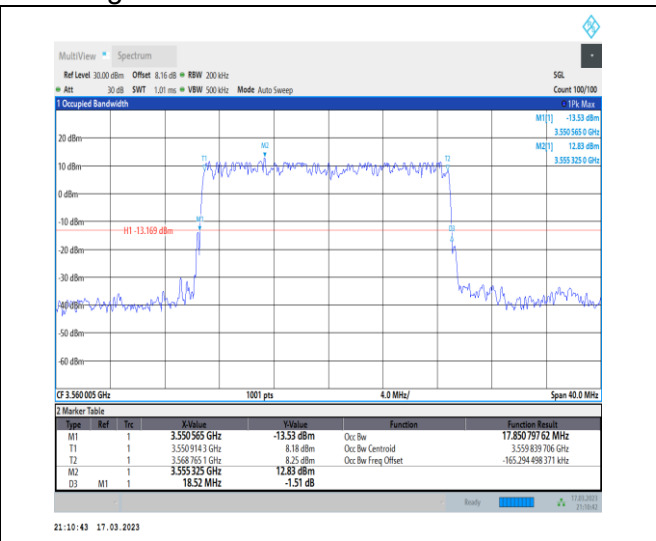 MultiView Spectrum
Ref Level 30.00 dBm Offset 8.16 dB RBW 200 kHz SGL
Att 30 dB SWT 1.01 ms VBW 500 kHz Mode Auto Sweep Count 100/100
1 Occupied Bandwidth 1Pk Max
M1[1] -13.53 dBm
3.550 565 0 GHz
M2[1] 12.83 dBm
3.555 325 0 GHz
20 dBm
M2
T1 T2
10 dBm
0 dBm
M1
-10 dBm
H1 -13.169 dBm D3
-20 dBm
-30 dBm
-40 dBm
-50 dBm
-60 dBm
CF 3.560 005 GHz 1001 pts 4.0 MHz/ Span 40.0 MHz
2 Marker Table
Type Ref Trc X-Value Y-Value Function Function Result
M1 1 3.550 565 GHz -13.53 dBm Occ Bw 17.850 797 62 MHz
T1 1 3.550 914 3 GHz 8.18 dBm Occ Bw Centroid 3.559 839 706 GHz
T2 1 3.568 765 1 GHz 8.25 dBm Occ Bw Freq Offset -165.294 498 371 kHz
M2 1 3.555 325 GHz 12.83 dBm
D3 M1 1 18.52 MHz -1.51 dB
Ready 17.03.2023
21:10:42
21:10:43 17.03.2023